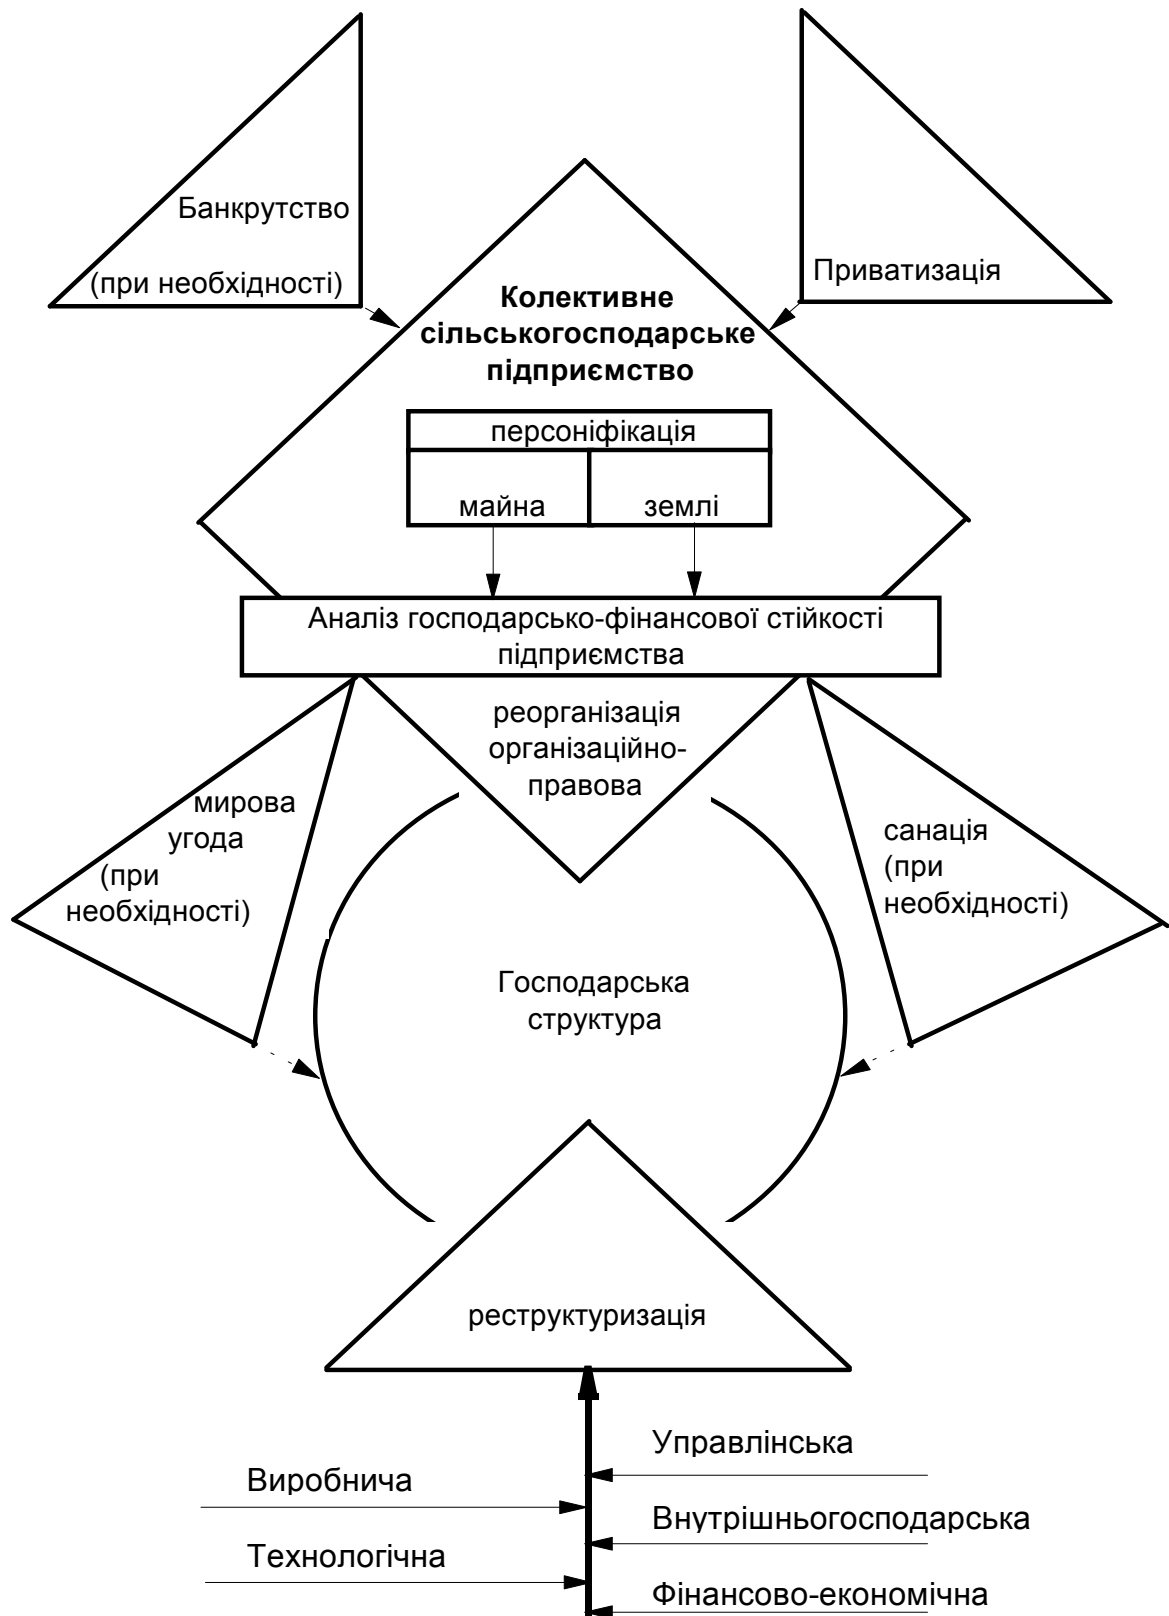 Банкрутство
(при необхідності)
Приватизація
Колективне
сільськогосподарське
підприємство
персоніфікація
майна
землі
Аналіз господарсько-фінансової стійкості
підприємства
реорганізація
організаційно-
правова
мирова
угода
(при
необхідності)
санація
(при
необхідності)
Господарська
структура
реструктуризація
Управлінська
Виробнича
Внутрішньогосподарська
Технологічна
Фінансово-економічна